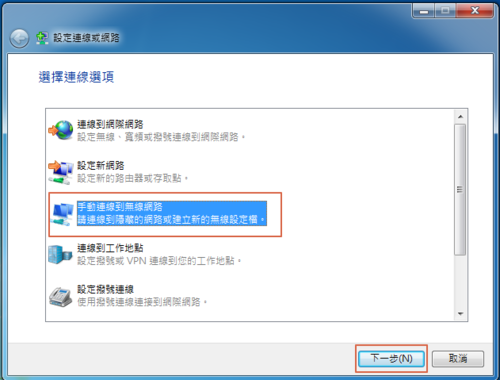 設定連線或網路
選擇連線選項
連線到網際網路
設定無線、寬頻或撥號連線到網際網路。
設定新網路
設定新的路由器或存取點。
手動連線到無線網路
請連線到隱藏的網路或建立新的無線設定檔。
連線到工作地點
設定撥號或 VPN 連線到您的工作地點。
設定撥號連線
使用撥號連線連接到網際網路。
下一步(N)
取消